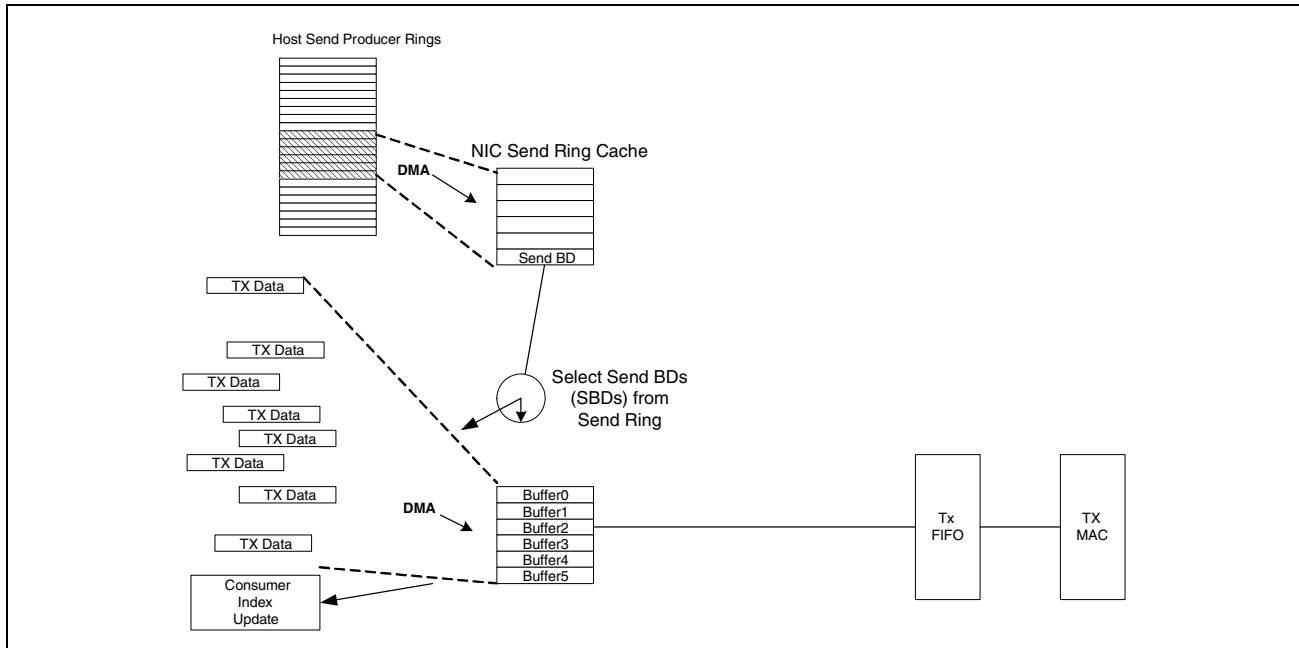 Host Send Producer Rings
NIC Send Ring Cache
DMA
Send BD
TX Data
TX Data
Select Send BDs
(SBDs) from
Send Ring
TX Data
TX Data
TX Data
TX Data
TX Data
TX Data
DMA
Buffer0
Buffer1
Buffer2
Buffer3
Buffer4
Buffer5
Tx
FIFO
TX
MAC
Consumer
Index
Update